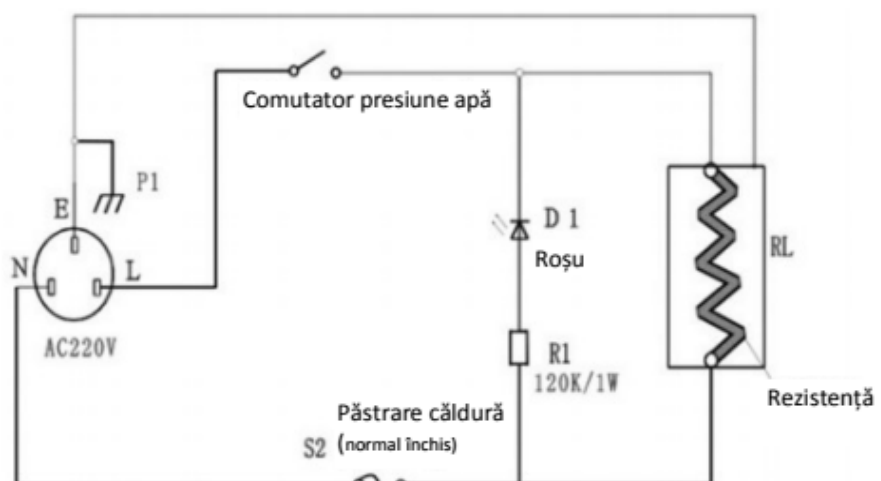 Comutator presiune apă
P1
E
D 1
N
L
Roșu
RL
AC220V
R1
120K/1W
Rezistență
Păstrare căldură
S2 (normal închis)